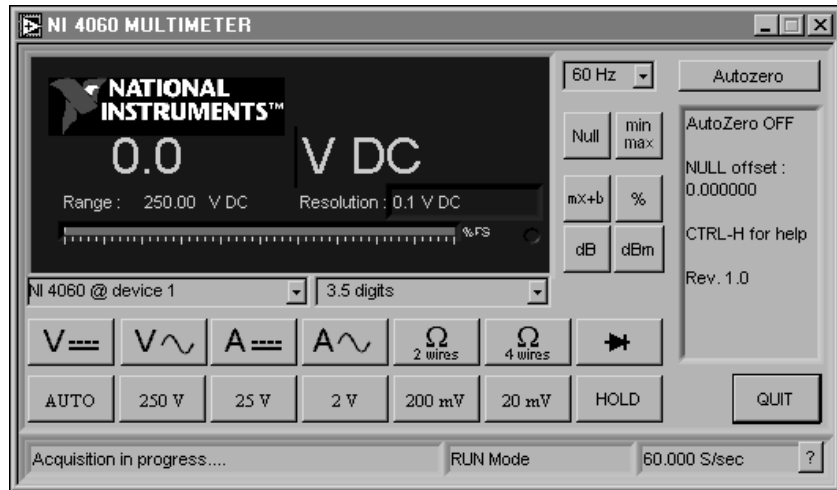 NI 4060 MULTIMETER
NATIONAL
INSTRUMENTS™
0.0 V DC
Range : 250.00 V DC Resolution : 0.1 V DC
%FS
NI 4060 @ device 1
3.5 digits
60 Hz
Null
min
max
mX+b
%
dB
dBm
Autozero
AutoZero OFF
NULL offset :
0.000000
CTRL-H for help
Rev. 1.0
V
V
A
A
Ω
2 wires
Ω
4 wires
AUTO
250 V
25 V
2 V
200 mV
20 mV
HOLD
QUIT
Acquisition in progress....
RUN Mode
60.000 S/sec
?